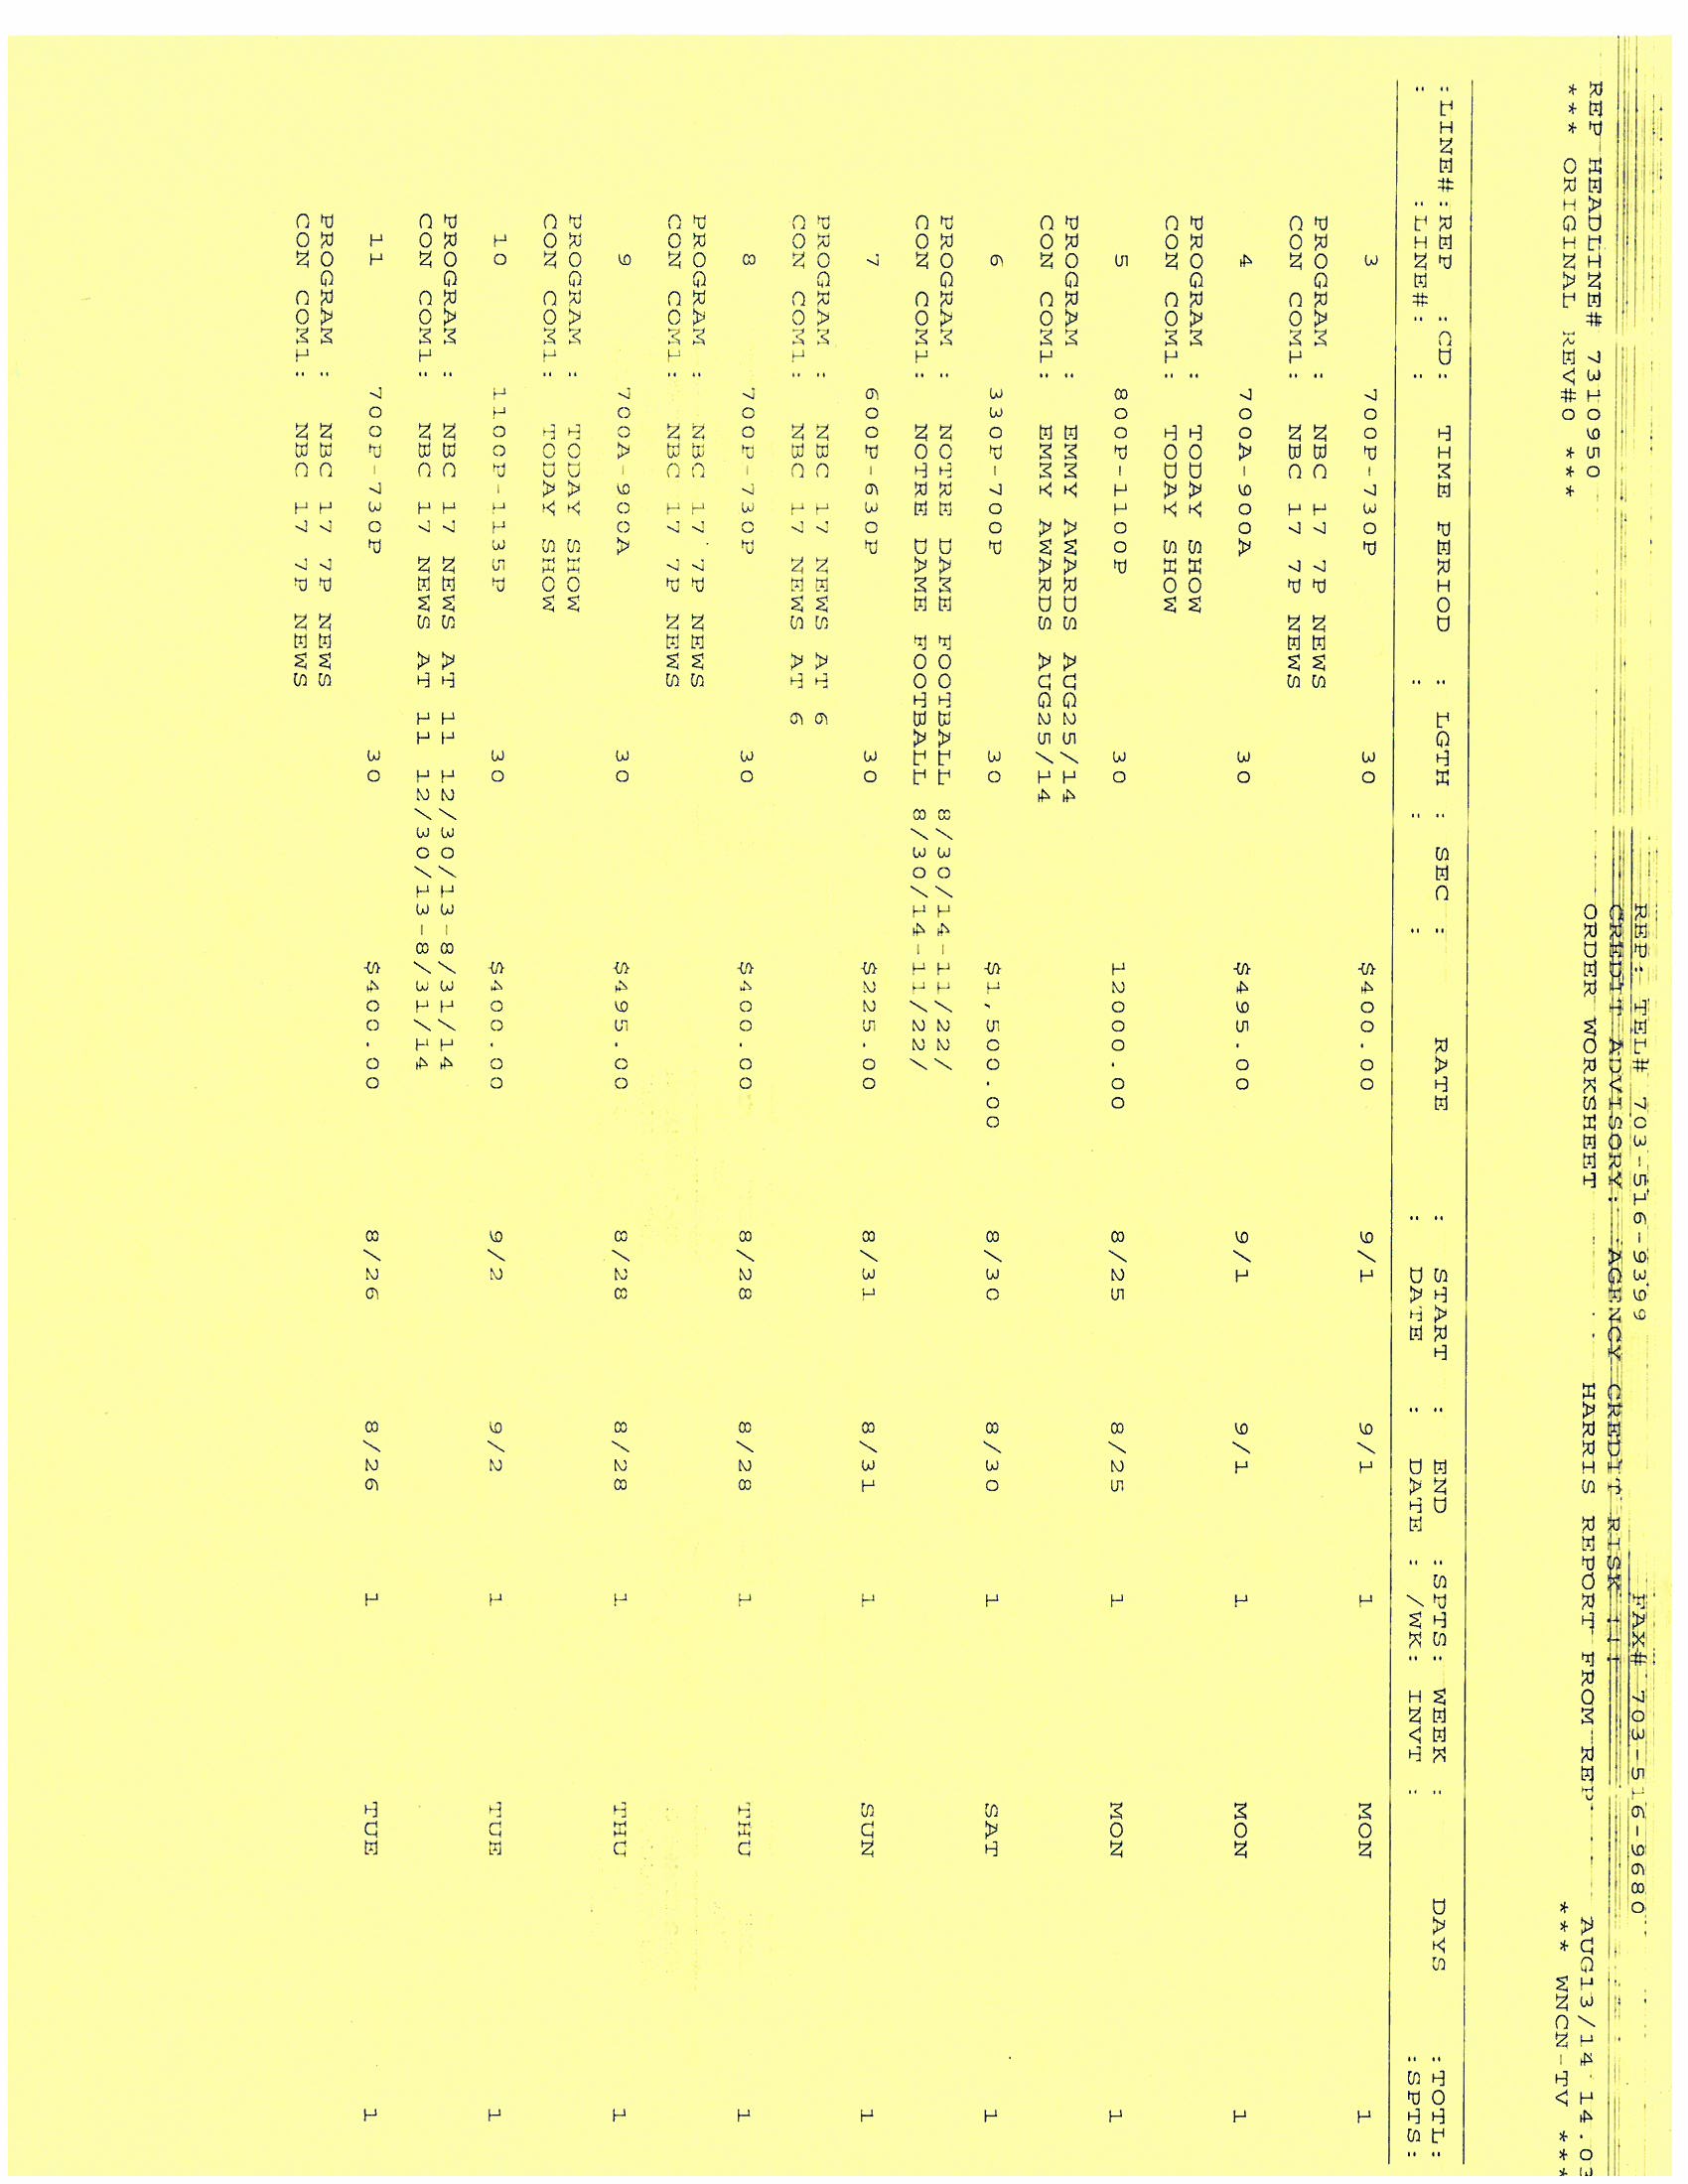 REP: TEL# 703-516-9399 FAX# 703-516-9680
CREDIT ADVISORY: AGENCY CREDIT RISK !!!
REP HEADLINE# 7310950 ORDER WORKSHEET HARRIS REPORT FROM REP AUG13/14 14.03
*** ORIGINAL REV#0 *** *** WNCN-TV ***
:LINE#:REP :CD: TIME PERIOD : LGTH : SEC : RATE : START : END :SPTS: WEEK : DAYS :TOTL:
: :LINE#: : : : : DATE : DATE : /WK: INVT : :SPTS:
3 700P-730P 30 $400.00 9/1 9/1 1 MON 1
PROGRAM : NBC 17 7P NEWS
CON COM1: NBC 17 7P NEWS
4 700A-900A 30 $495.00 9/1 9/1 1 MON 1
PROGRAM : TODAY SHOW
CON COM1: TODAY SHOW
5 800P-1100P 30 12000.00 8/25 8/25 1 MON 1
PROGRAM : EMMY AWARDS AUG25/14
CON COM1: EMMY AWARDS AUG25/14
6 330P-700P 30 $1,500.00 8/30 8/30 1 SAT 1
PROGRAM : NOTRE DAME FOOTBALL 8/30/14-11/22/
CON COM1: NOTRE DAME FOOTBALL 8/30/14-11/22/
7 600P-630P 30 $225.00 8/31 8/31 1 SUN 1
PROGRAM : NBC 17 NEWS AT 6
CON COM1: NBC 17 NEWS AT 6
8 700P-730P 30 $400.00 8/28 8/28 1 THU 1
PROGRAM : NBC 17 7P NEWS
CON COM1: NBC 17 7P NEWS
9 700A-900A 30 $495.00 8/28 8/28 1 THU 1
PROGRAM : TODAY SHOW
CON COM1: TODAY SHOW
10 1100P-1135P 30 $400.00 9/2 9/2 1 TUE 1
PROGRAM : NBC 17 NEWS AT 11 12/30/13-8/31/14
CON COM1: NBC 17 NEWS AT 11 12/30/13-8/31/14
11 700P-730P 30 $400.00 8/26 8/26 1 TUE 1
PROGRAM : NBC 17 7P NEWS
CON COM1: NBC 17 7P NEWS